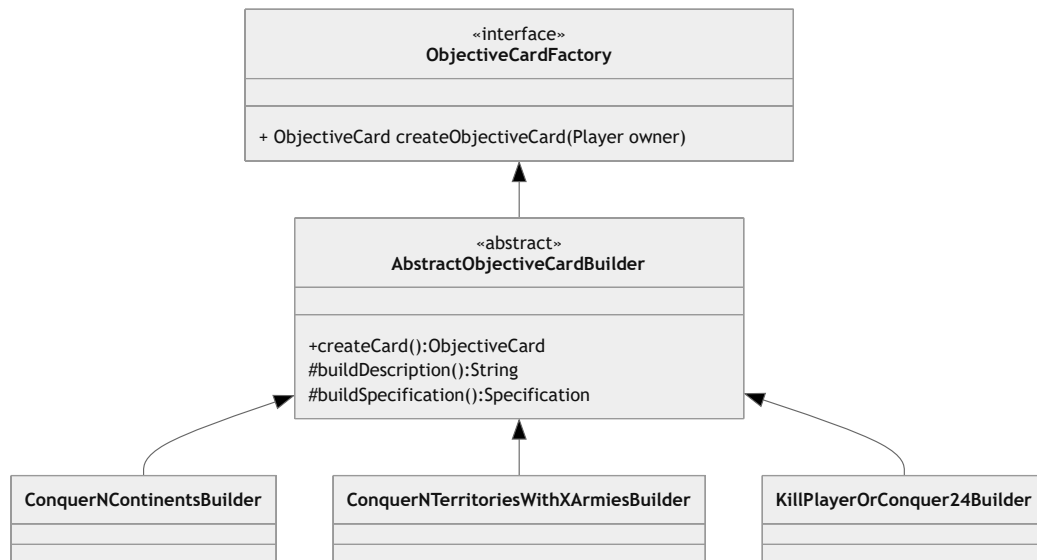 «interface»
ObjectiveCardFactory
+ ObjectiveCard createObjectiveCard(Player owner)
«abstract»
AbstractObjectiveCardBuilder
+createCard():ObjectiveCard
#buildDescription():String
#buildSpecification():Specification
ConquerNContinentsBuilder
ConquerNTerritoriesWithXArmiesBuilder
KillPlayerOrConquer24Builder